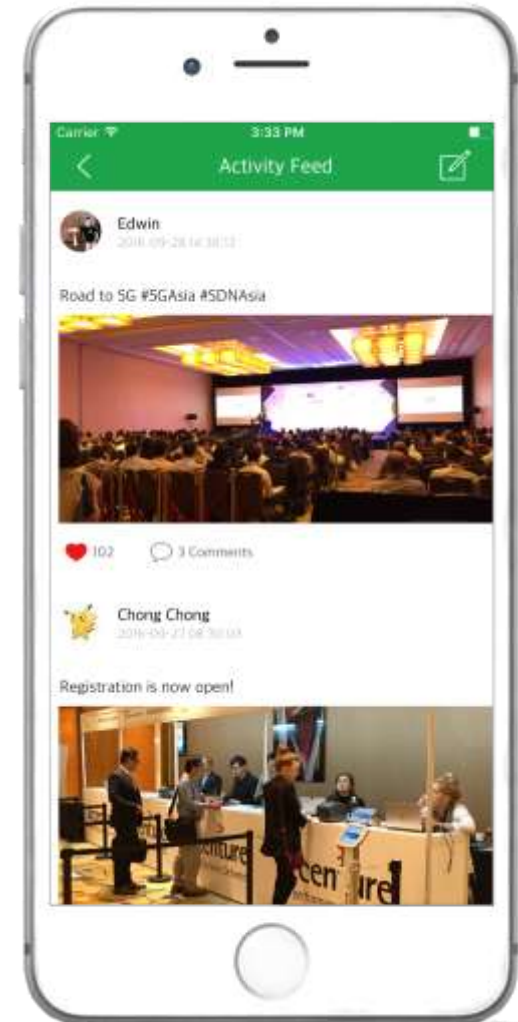 Carrier 3:33 PM
Activity Feed
Edwin
Road to 5G #5GAsia #SDNAsia
102 3 Comments
Chong Chong
Registration is now open!